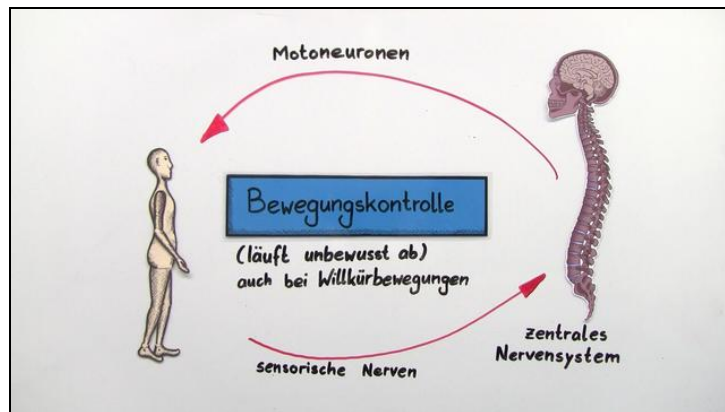 Motoneuronen
Bewegungskontrolle
(läuft unbewusst ab)
auch bei Willkürbewegungen
zentrales
Nervensystem
sensorische Nerven